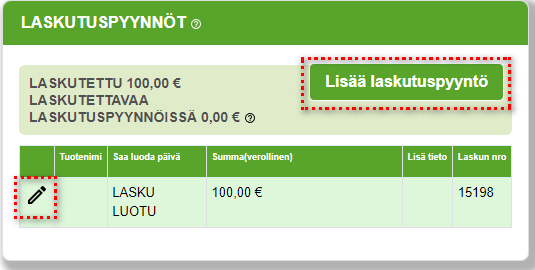 LASKUTUSPYYNNÖT
LASKUTETTU 100,00 €
LASKUTETTAVAA
LASKUTUSPYYNNÖISSÄ 0,00 €
Lisää laskutuspyyntö
Tuotenimi Saa luoda päivä Summa(verollinen) Lisä tieto Laskun nro
LASKU 100,00 € 15198
LUOTU